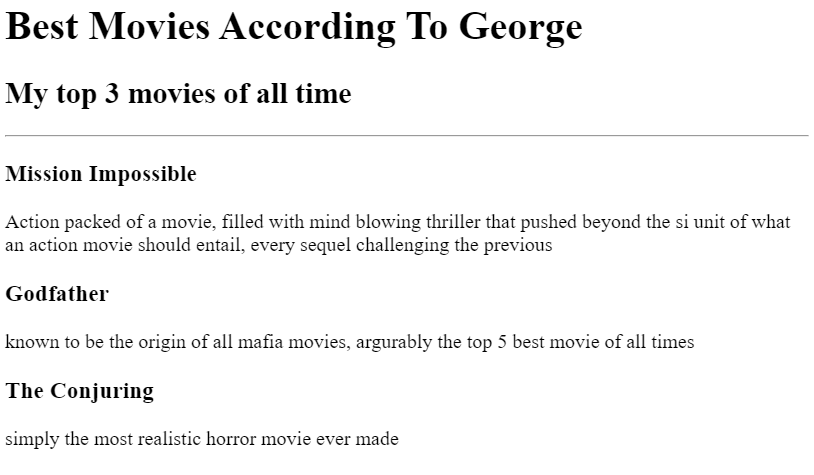 Best Movies According To George
My top 3 movies of all time
Mission Impossible
Action packed of a movie, filled with mind blowing thriller that pushed beyond the si unit of what
an action movie should entail, every sequel challenging the previous
Godfather
known to be the origin of all mafia movies, argurably the top 5 best movie of all times
The Conjuring
simply the most realistic horror movie ever made